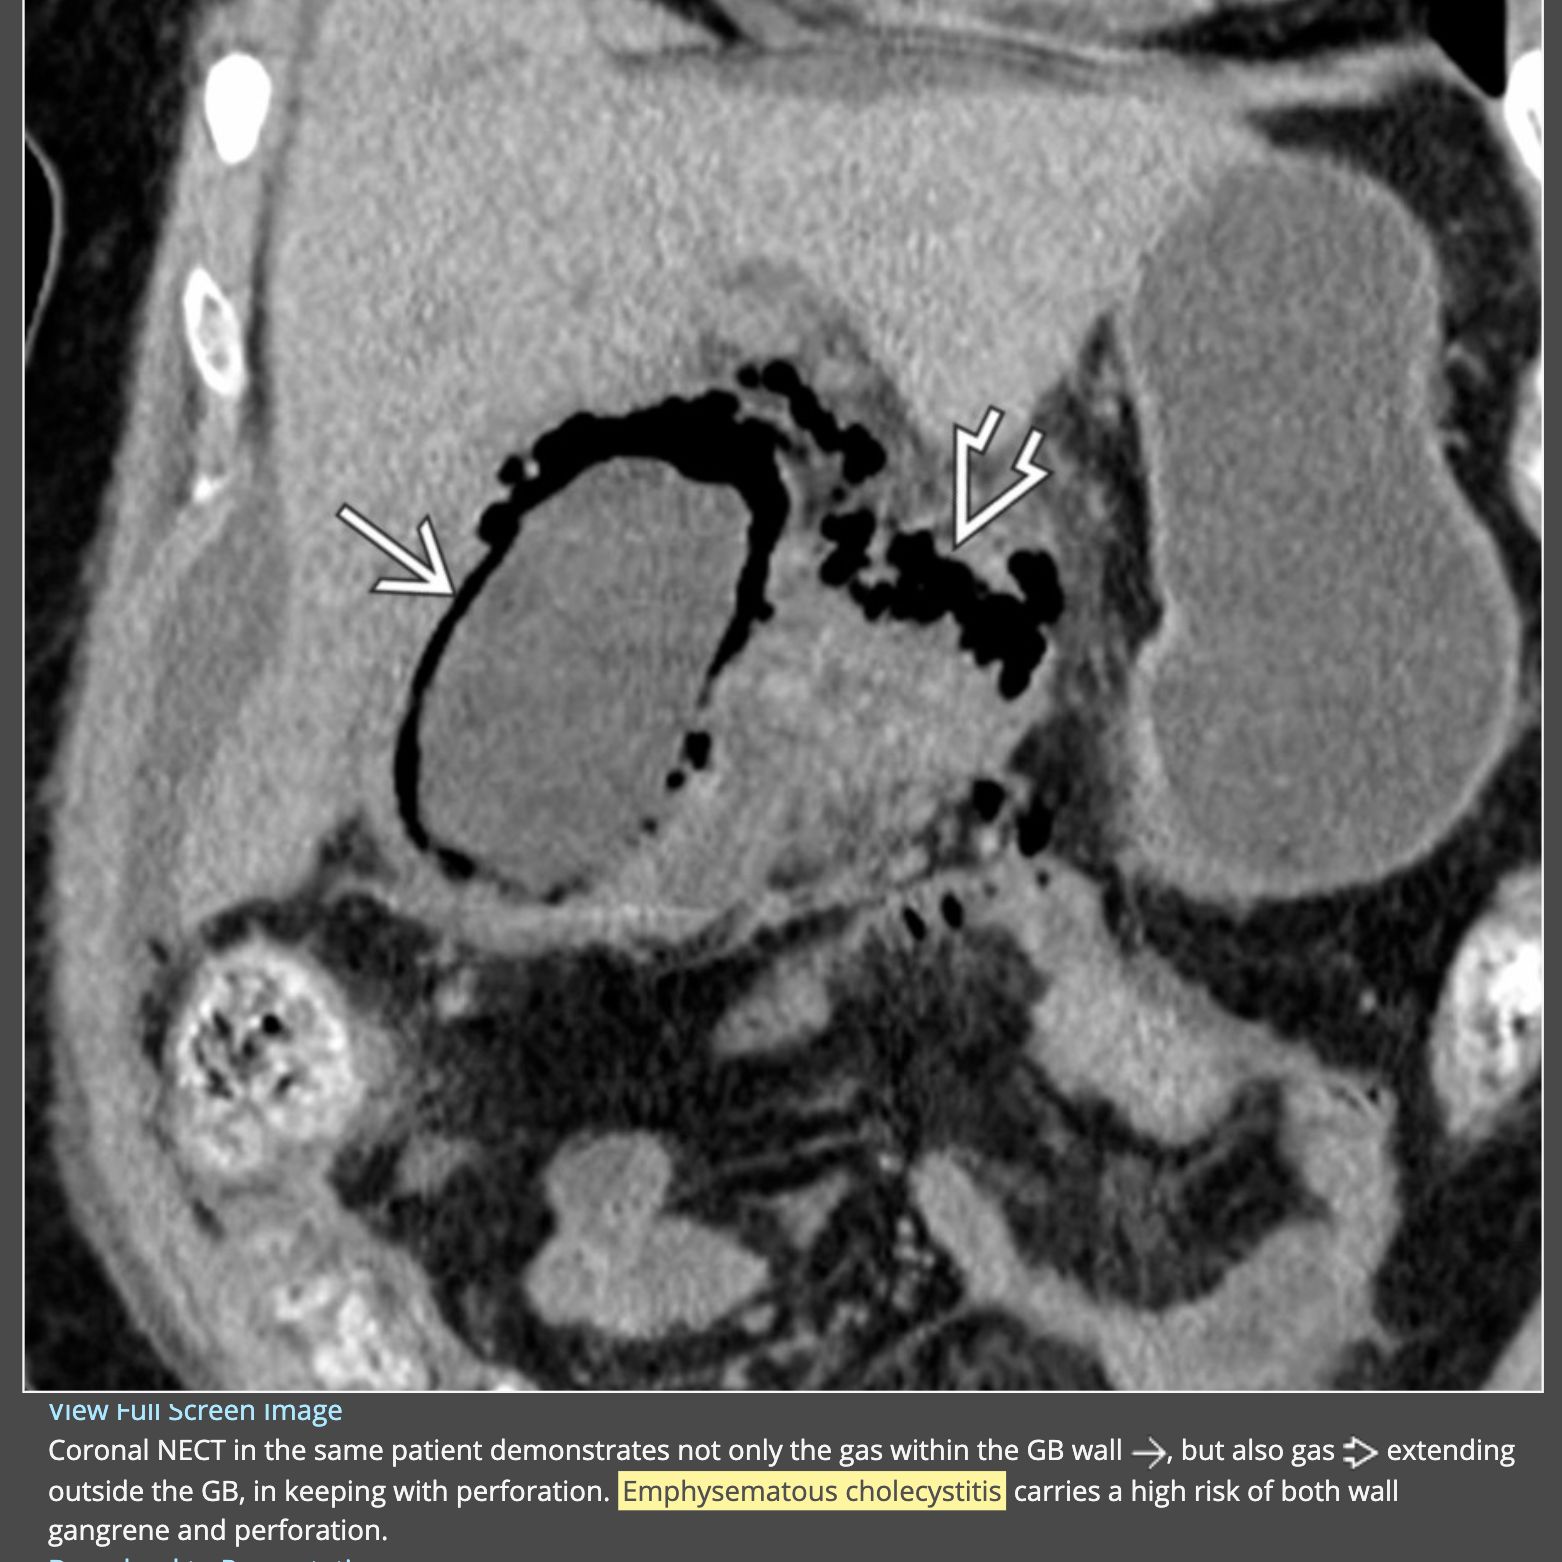 View Full Screen Image
Coronal NECT in the same patient demonstrates not only the gas within the GB wall →, but also gas ⇨ extending
outside the GB, in keeping with perforation. Emphysematous cholecystitis carries a high risk of both wall
gangrene and perforation.